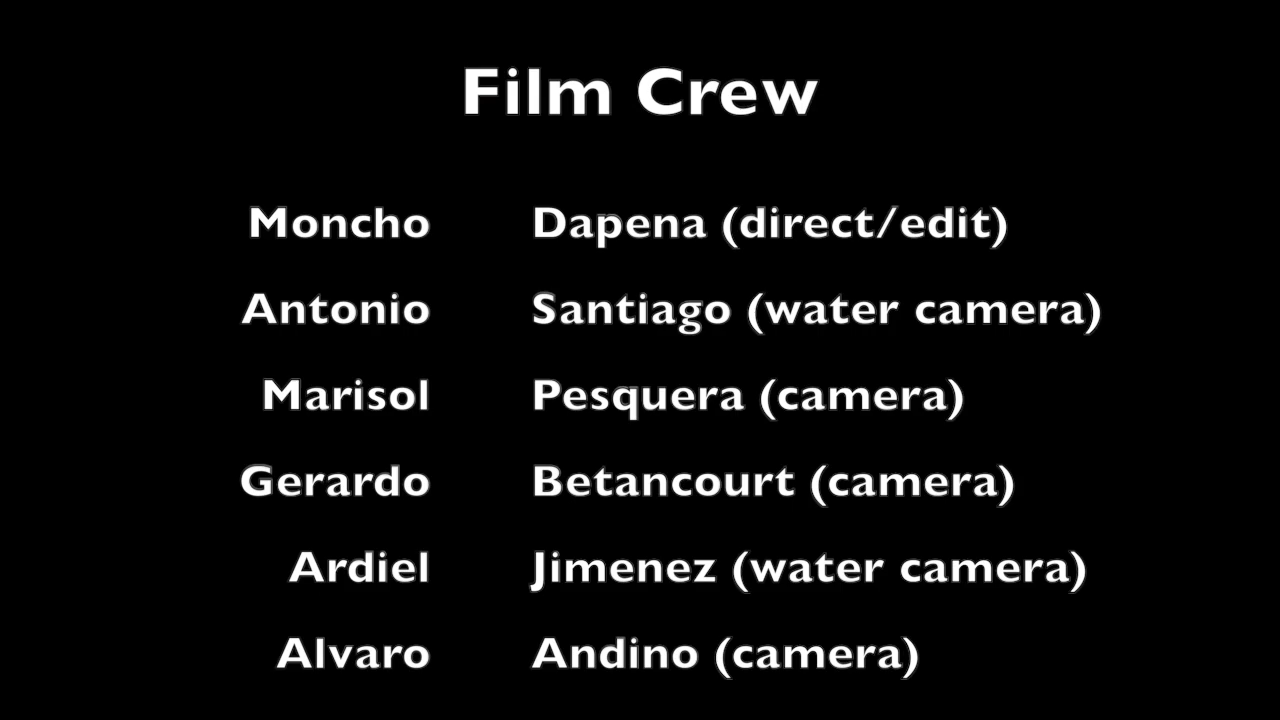 Film Crew
Moncho Dapena (direct/edit)
Antonio Santiago (water camera)
Marisol Pesquera (camera)
Gerardo Betancourt (camera)
Ardiel Jimenez (water camera)
Alvaro Andino (camera)